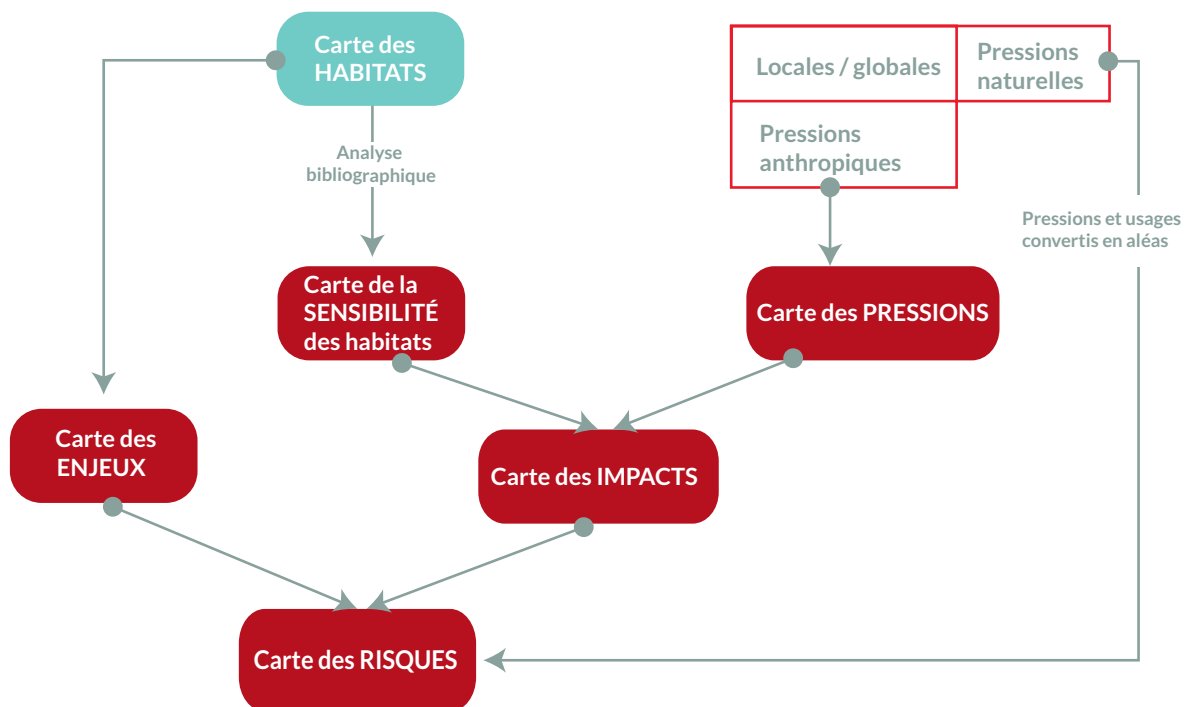 Carte des
HABITATS
Locales / globales
Pressions
naturelles
Pressions
anthropiques
Analyse
bibliographique
Pressions et usages
convertis en aléas
Carte de la
SENSIBILITÉ
des habitats
Carte des PRESSIONS
Carte des
ENJEUX
Carte des IMPACTS
Carte des RISQUES